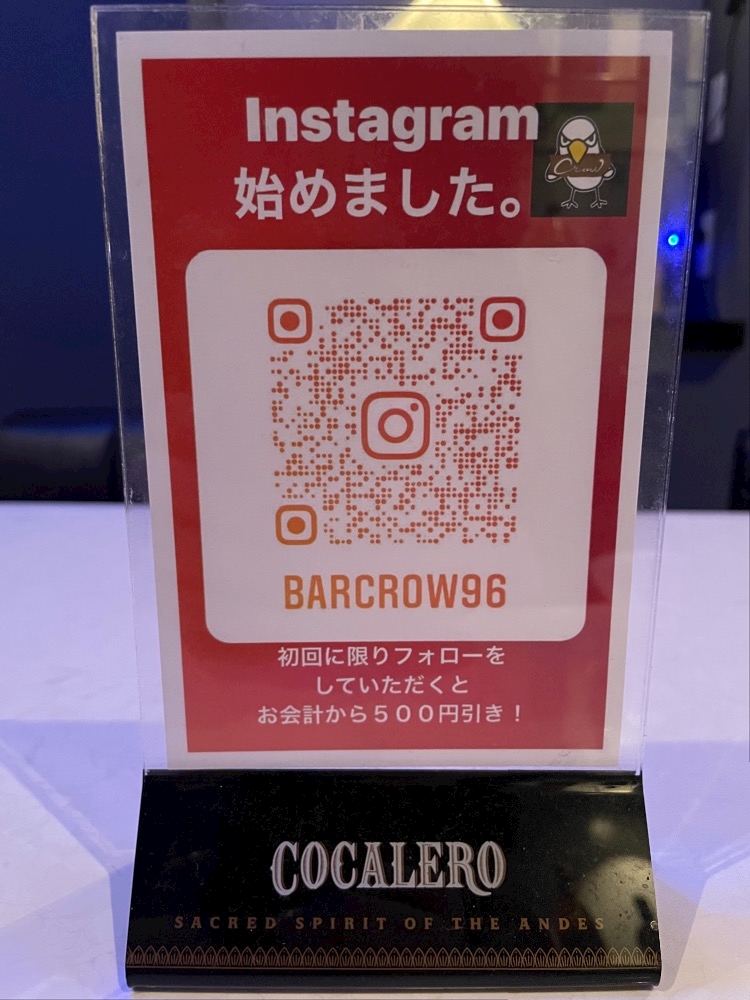 Instagram
始めました。
Crow
BARCROW96
初回に限りフォローを
していただくと
お会計から５００円引き！
COCALERO
SACRED SPIRIT OF THE ANDES